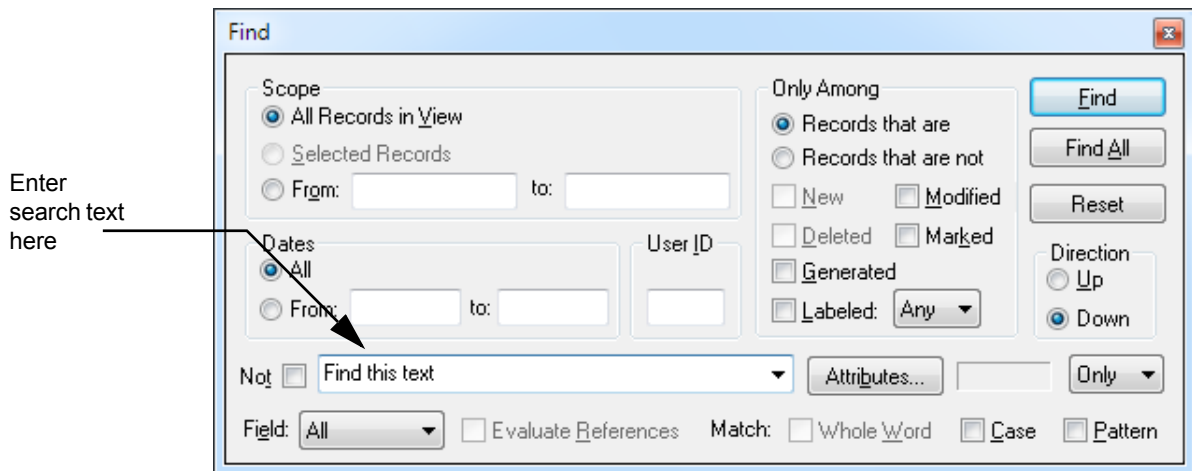 Find
Scope
All Records in View
Selected Records
From: to:
Only Among
Records that are
Records that are not
New Modified
Deleted Marked
Generated
Labeled: Any
Find
Find All
Reset
Enter
search text
here
Dates
All
From: to:
User ID
Direction
Up
Down
Not Find this text Attributes... Only
Field: All Evaluate References Match: Whole Word Case Pattern